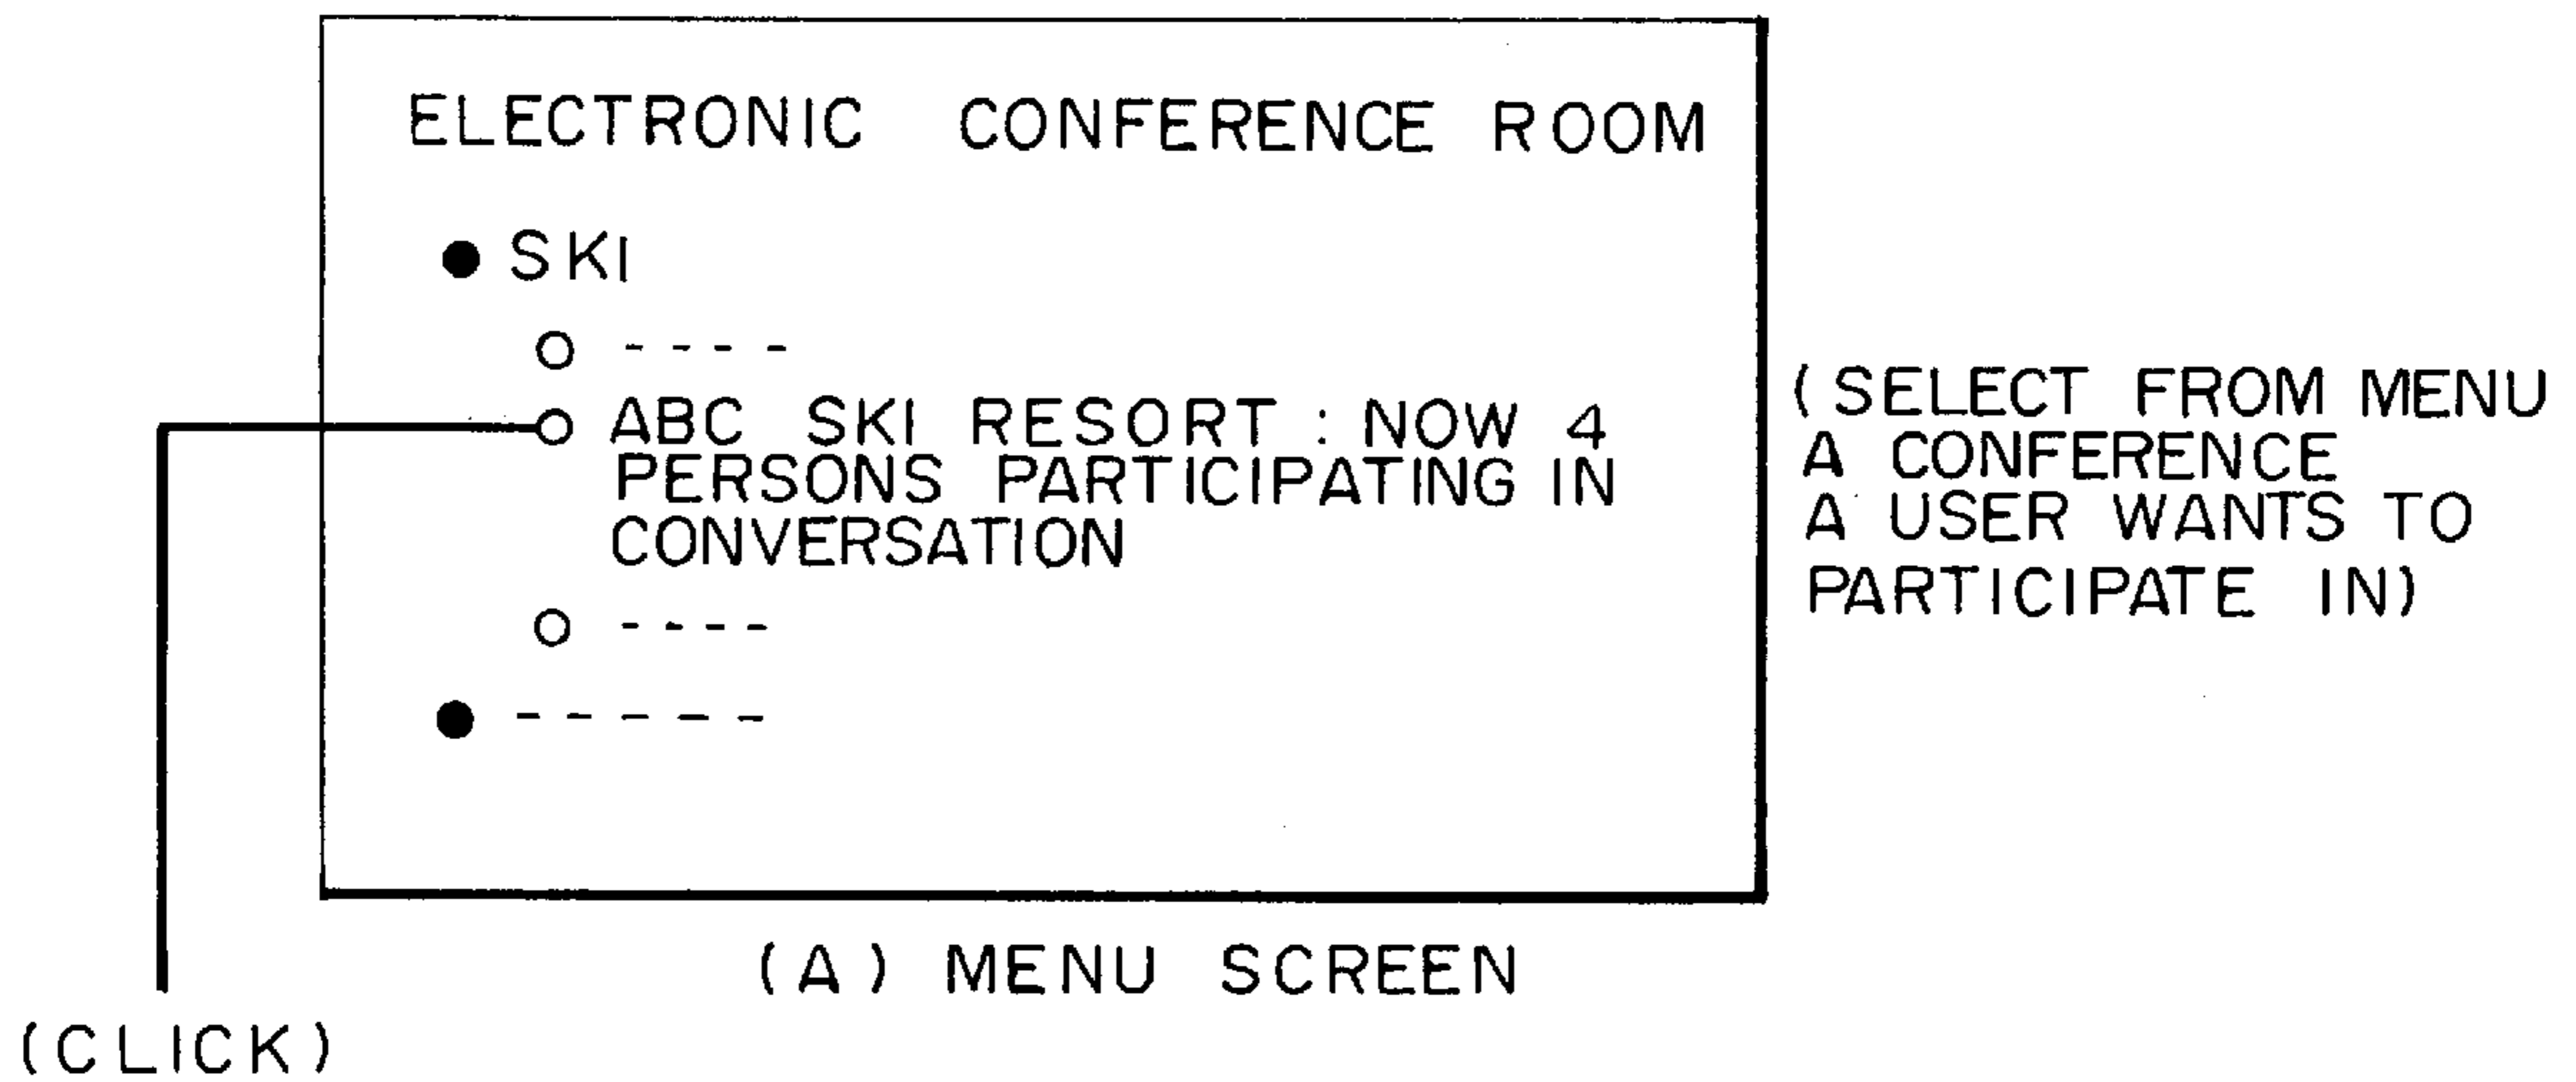 ELECTRONIC CONFERENCE ROOM
● SKI
○ - - - -
○ ABC SKI RESORT : NOW 4
PERSONS PARTICIPATING IN
CONVERSATION
○ - - - -
● - - - - -
(SELECT FROM MENU
A CONFERENCE
A USER WANTS TO
PARTICIPATE IN)
(A) MENU SCREEN
(CLICK)